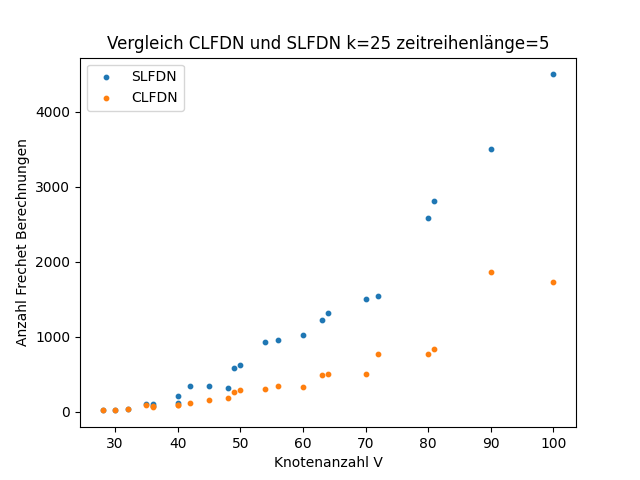 Vergleich CLFDN und SLFDN k=25 zeitreihenlänge=5
SLFDN
CLFDN
Anzahl Frechet Berechnungen
4000
3000
2000
1000
0
30 40 50 60 70 80 90 100
Knotenanzahl V